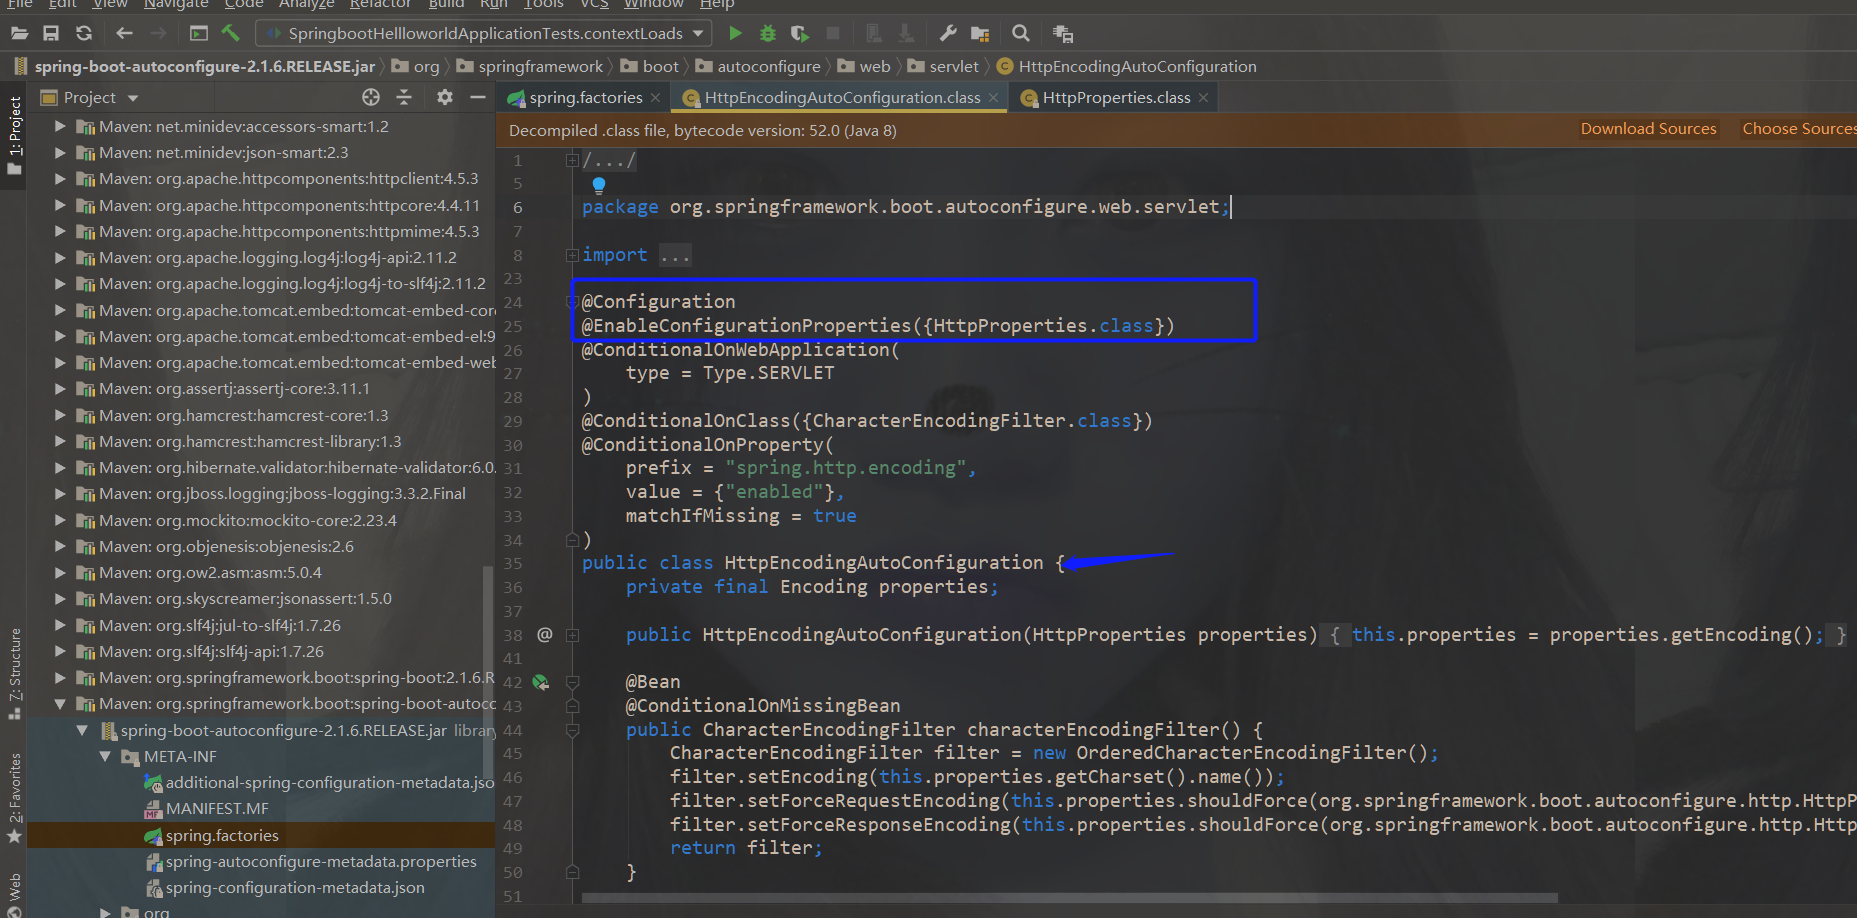 File Edit View Navigate Code Analyze Refactor Build Run Tools VCS Window Help
SpringbootHellloworldApplicationTests.contextLoads
spring-boot-autoconfigure-2.1.6.RELEASE.jar org springframework boot autoconfigure web servlet HttpEncodingAutoConfiguration
Project
spring.factories HttpEncodingAutoConfiguration.class HttpProperties.class
Decompiled .class file, bytecode version: 52.0 (Java 8) Download Sources Choose Sources
1: Project
7: Structure
2: Favorites
Web
Maven: net.minidev:accessors-smart:1.2
Maven: net.minidev:json-smart:2.3
Maven: org.apache.httpcomponents:httpclient:4.5.3
Maven: org.apache.httpcomponents:httpcore:4.4.11
Maven: org.apache.httpcomponents:httpmime:4.5.3
Maven: org.apache.logging.log4j:log4j-api:2.11.2
Maven: org.apache.logging.log4j:log4j-to-slf4j:2.11.2
Maven: org.apache.tomcat.embed:tomcat-embed-cor
Maven: org.apache.tomcat.embed:tomcat-embed-el:9
Maven: org.apache.tomcat.embed:tomcat-embed-web
Maven: org.assertj:assertj-core:3.11.1
Maven: org.hamcrest:hamcrest-core:1.3
Maven: org.hamcrest:hamcrest-library:1.3
Maven: org.hibernate.validator:hibernate-validator:6.0.
Maven: org.jboss.logging:jboss-logging:3.3.2.Final
Maven: org.mockito:mockito-core:2.23.4
Maven: org.objenesis:objenesis:2.6
Maven: org.ow2.asm:asm:5.0.4
Maven: org.skyscreamer:jsonassert:1.5.0
Maven: org.slf4j:jul-to-slf4j:1.7.26
Maven: org.slf4j:slf4j-api:1.7.26
Maven: org.springframework.boot:spring-boot:2.1.6.R
Maven: org.springframework.boot:spring-boot-autoco
spring-boot-autoconfigure-2.1.6.RELEASE.jar library
META-INF
additional-spring-configuration-metadata.jso
MANIFEST.MF
spring.factories
spring-autoconfigure-metadata.properties
spring-configuration-metadata.json
org
1 /.../
5
6 package org.springframework.boot.autoconfigure.web.servlet;
7
8 import ...
23
24 @Configuration
25 @EnableConfigurationProperties({HttpProperties.class})
26 @ConditionalOnWebApplication(
27 type = Type.SERVLET
28 )
29 @ConditionalOnClass({CharacterEncodingFilter.class})
30 @ConditionalOnProperty(
31 prefix = "spring.http.encoding",
32 value = {"enabled"},
33 matchIfMissing = true
34 )
35 public class HttpEncodingAutoConfiguration {
36 private final Encoding properties;
37
38 @ public HttpEncodingAutoConfiguration(HttpProperties properties) { this.properties = properties.getEncoding(); }
41
42 @Bean
43 @ConditionalOnMissingBean
44 public CharacterEncodingFilter characterEncodingFilter() {
45 CharacterEncodingFilter filter = new OrderedCharacterEncodingFilter();
46 filter.setEncoding(this.properties.getCharset().name());
47 filter.setForceRequestEncoding(this.properties.shouldForce(org.springframework.boot.autoconfigure.http.HttpP
48 filter.setForceResponseEncoding(this.properties.shouldForce(org.springframework.boot.autoconfigure.http.Http
49 return filter;
50 }
51